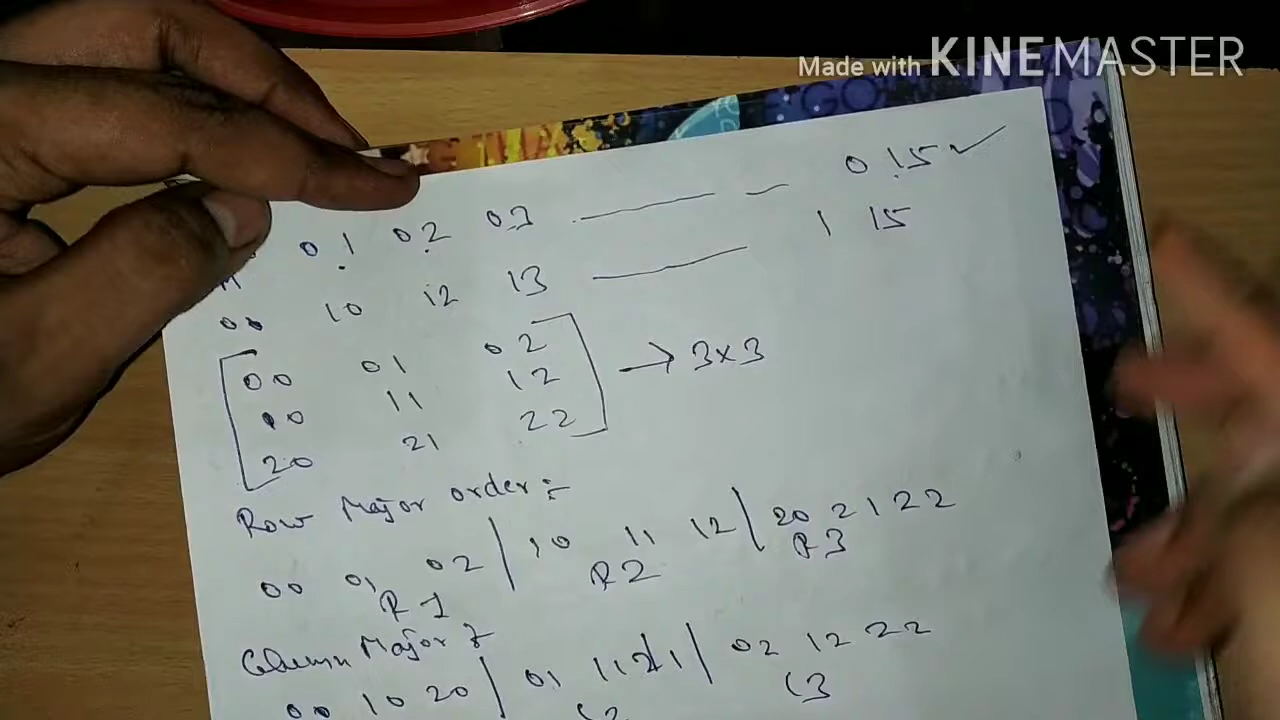 Made with KINEMASTER
01 02 03 0 15 ✓
00 10 12 13 1 15
00 01 02
10 11 12 → 3×3
20 21 22
Row Major order :-
00 01 02 | 10 11 12 | 20 21 22
R 1 R2 R3
Column Major
00 10 20 | 01 11 21 | 02 12 22
C3